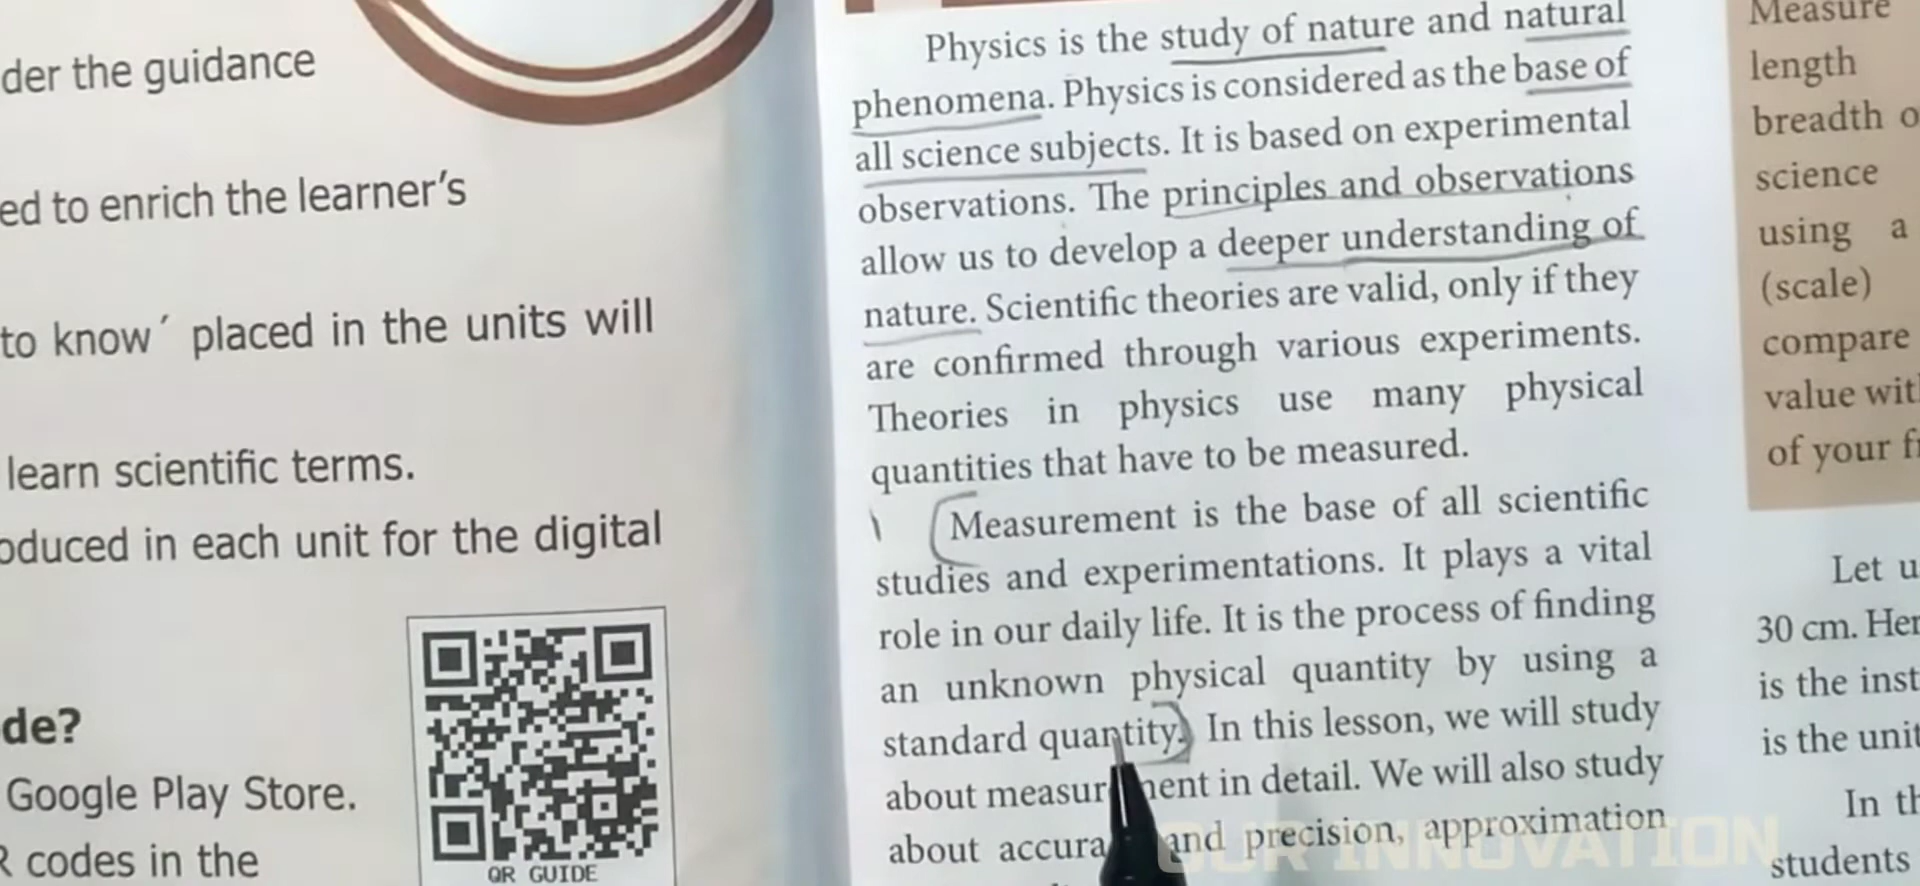 der the guidance
ed to enrich the learner's
to know´ placed in the units will
learn scientific terms.
oduced in each unit for the digital
de?
Google Play Store.
R codes in the
QR GUIDE
Physics is the study of nature and natural
phenomena. Physics is considered as the base of
all science subjects. It is based on experimental
observations. The principles and observations
allow us to develop a deeper understanding of
nature. Scientific theories are valid, only if they
are confirmed through various experiments.
Theories in physics use many physical
quantities that have to be measured.
Measurement is the base of all scientific
studies and experimentations. It plays a vital
role in our daily life. It is the process of finding
an unknown physical quantity by using a
standard quantity. In this lesson, we will study
about measurement in detail. We will also study
about accura and precision, approximation
OUR INNOVATION
Measure
length
breadth o
science
using a
(scale)
compare
value wit
of your fr
Let u
30 cm. Her
is the inst
is the unit
In th
students